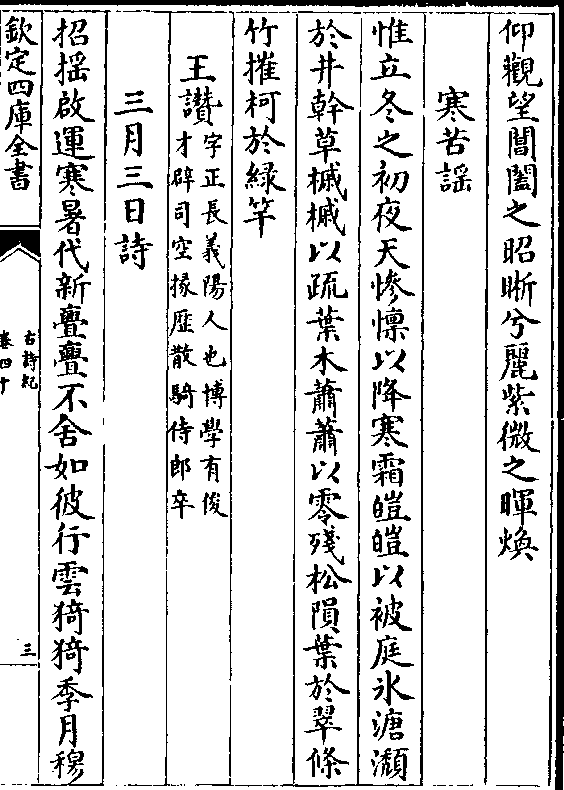 仰觀望閶闔之昭晣兮麗紫微之暉煥
寒苦謡
惟立冬之初夜天慘懍以降寒霜皚皚以被庭氷溏瀩
於井幹草槭槭以疏葉木蕭蕭以零殘松隕葉於翠條
竹摧柯於綠竿
王讚字正長義陽人也博學有俊
才辟司空掾歴散騎侍郎卒
三月三日詩
招揺啟運寒暑代新亹亹不舍如彼行雲猗猗季月穆
欽定四庫全書
古詩紀
卷四十
三